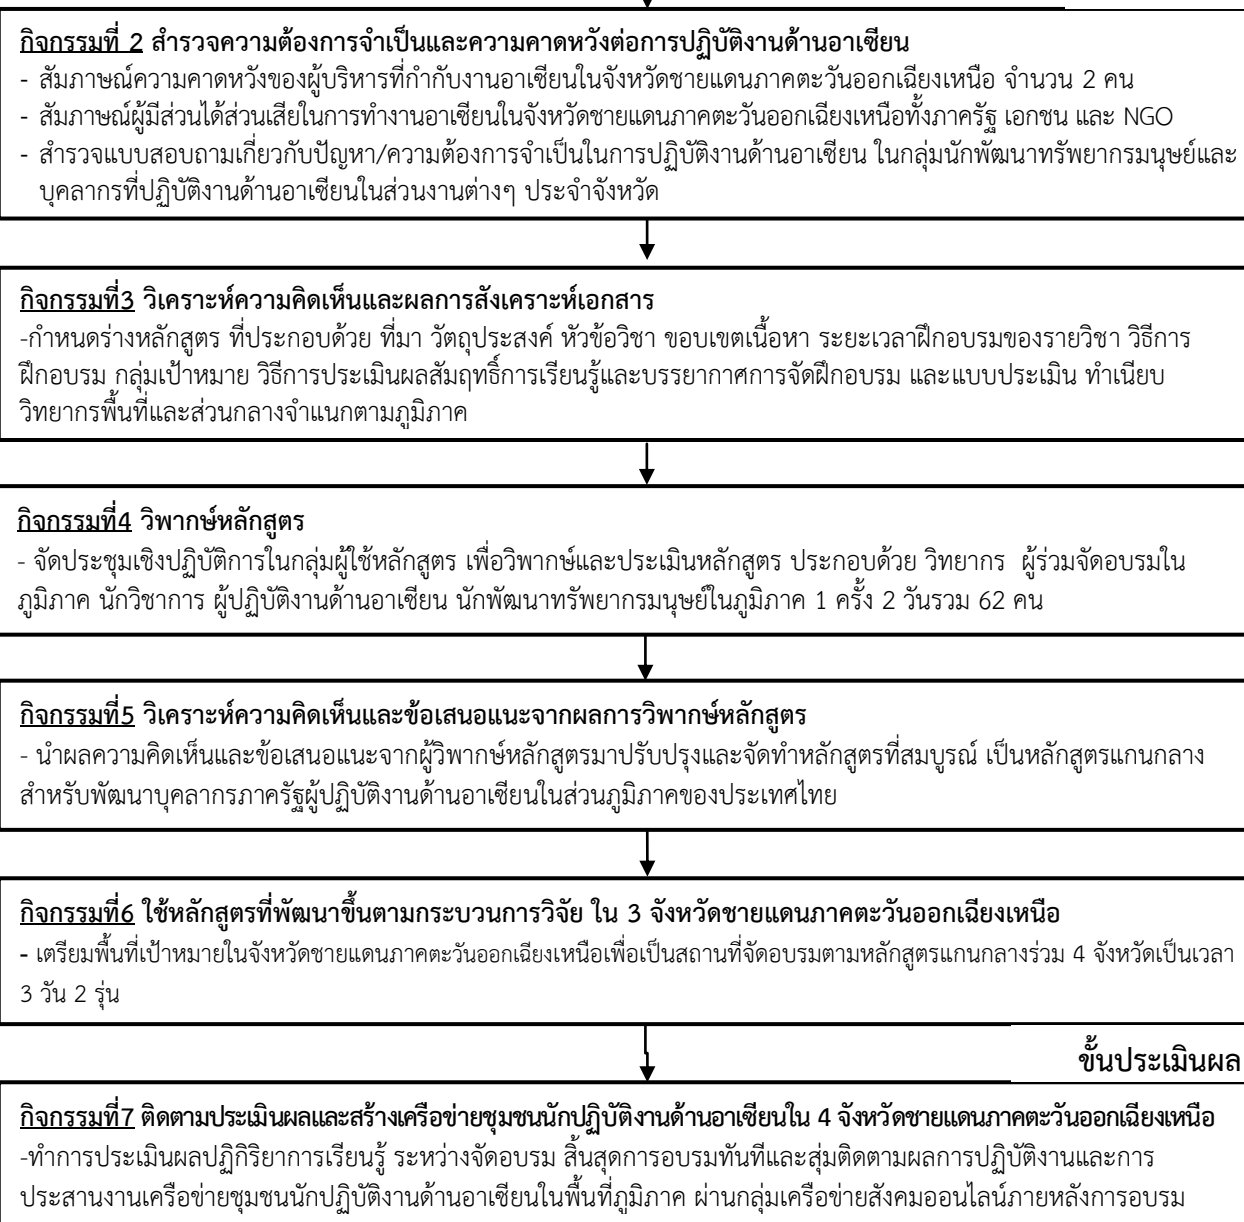 กิจกรรมที่ 2 สำรวจความต้องการจำเป็นและความคาดหวังต่อการปฏิบัติงานด้านอาเซียน
- สัมภาษณ์ความคาดหวังของผู้บริหารที่กำกับงานอาเซียนในจังหวัดชายแดนภาคตะวันออกเฉียงเหนือ จำนวน 2 คน
- สัมภาษณ์ผู้มีส่วนได้ส่วนเสียในการทำงานอาเซียนในจังหวัดชายแดนภาคตะวันออกเฉียงเหนือทั้งภาครัฐ เอกชน และ NGO
- สำรวจแบบสอบถามเกี่ยวกับปัญหา/ความต้องการจำเป็นในการปฏิบัติงานด้านอาเซียน ในกลุ่มนักพัฒนาทรัพยากรมนุษย์และ
บุคลากรที่ปฏิบัติงานด้านอาเซียนในส่วนงานต่างๆ ประจำจังหวัด
กิจกรรมที่3 วิเคราะห์ความคิดเห็นและผลการสังเคราะห์เอกสาร
-กำหนดร่างหลักสูตร ที่ประกอบด้วย ที่มา วัตถุประสงค์ หัวข้อวิชา ขอบเขตเนื้อหา ระยะเวลาฝึกอบรมของรายวิชา วิธีการ
ฝึกอบรม กลุ่มเป้าหมาย วิธีการประเมินผลสัมฤทธิ์การเรียนรู้และบรรยากาศการจัดฝึกอบรม และแบบประเมิน ทำเนียบ
วิทยากรพื้นที่และส่วนกลางจำแนกตามภูมิภาค
กิจกรรมที่4 วิพากษ์หลักสูตร
- จัดประชุมเชิงปฏิบัติการในกลุ่มผู้ใช้หลักสูตร เพื่อวิพากษ์และประเมินหลักสูตร ประกอบด้วย วิทยากร ผู้ร่วมจัดอบรมใน
ภูมิภาค นักวิชาการ ผู้ปฏิบัติงานด้านอาเซียน นักพัฒนาทรัพยากรมนุษย์ในภูมิภาค 1 ครั้ง 2 วันรวม 62 คน
กิจกรรมที่5 วิเคราะห์ความคิดเห็นและข้อเสนอแนะจากผลการวิพากษ์หลักสูตร
- นำผลความคิดเห็นและข้อเสนอแนะจากผู้วิพากษ์หลักสูตรมาปรับปรุงและจัดทำหลักสูตรที่สมบูรณ์ เป็นหลักสูตรแกนกลาง
สำหรับพัฒนาบุคลากรภาครัฐผู้ปฏิบัติงานด้านอาเซียนในส่วนภูมิภาคของประเทศไทย
กิจกรรมที่6 ใช้หลักสูตรที่พัฒนาขึ้นตามกระบวนการวิจัย ใน 3 จังหวัดชายแดนภาคตะวันออกเฉียงเหนือ
- เตรียมพื้นที่เป้าหมายในจังหวัดชายแดนภาคตะวันออกเฉียงเหนือเพื่อเป็นสถานที่จัดอบรมตามหลักสูตรแกนกลางร่วม 4 จังหวัดเป็นเวลา
3 วัน 2 รุ่น
ขั้นประเมินผล
กิจกรรมที่7 ติดตามประเมินผลและสร้างเครือข่ายชุมชนนักปฏิบัติงานด้านอาเซียนใน 4 จังหวัดชายแดนภาคตะวันออกเฉียงเหนือ
-ทำการประเมินผลปฏิกิริยาการเรียนรู้ ระหว่างจัดอบรม สิ้นสุดการอบรมทันทีและสุ่มติดตามผลการปฏิบัติงานและการ
ประสานงานเครือข่ายชุมชนนักปฏิบัติงานด้านอาเซียนในพื้นที่ภูมิภาค ผ่านกลุ่มเครือข่ายสังคมออนไลน์ภายหลังการอบรม